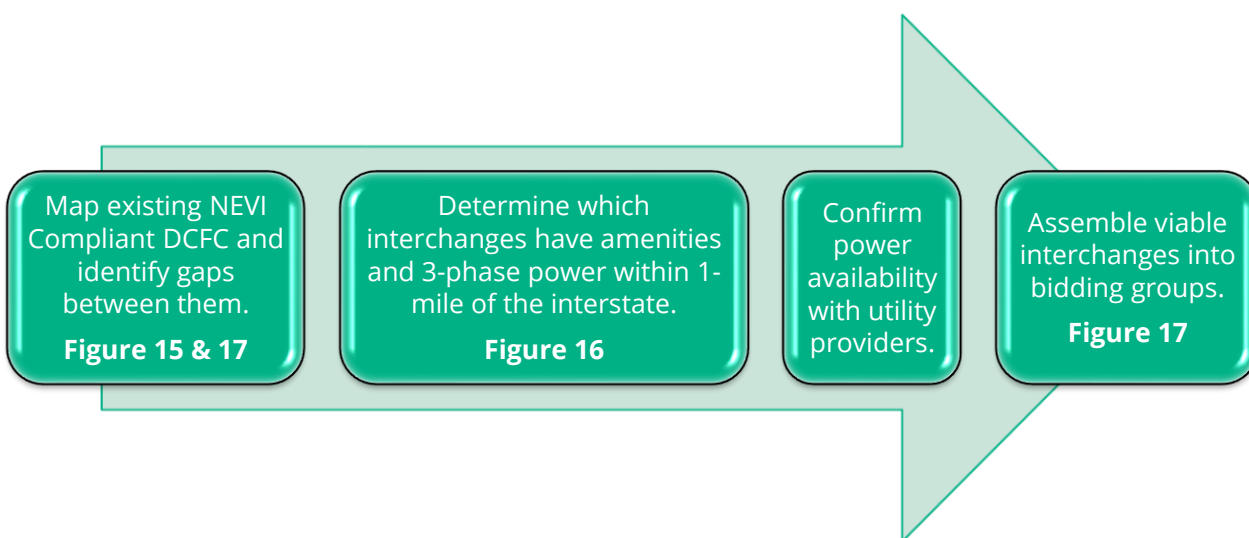 Map existing NEVI
Compliant DCFC and
identify gaps
between them.
Figure 15 & 17
Determine which
interchanges have amenities
and 3-phase power within 1-
mile of the interstate.
Figure 16
Confirm
power
availability
with utility
providers.
Assemble viable
interchanges into
bidding groups.
Figure 17